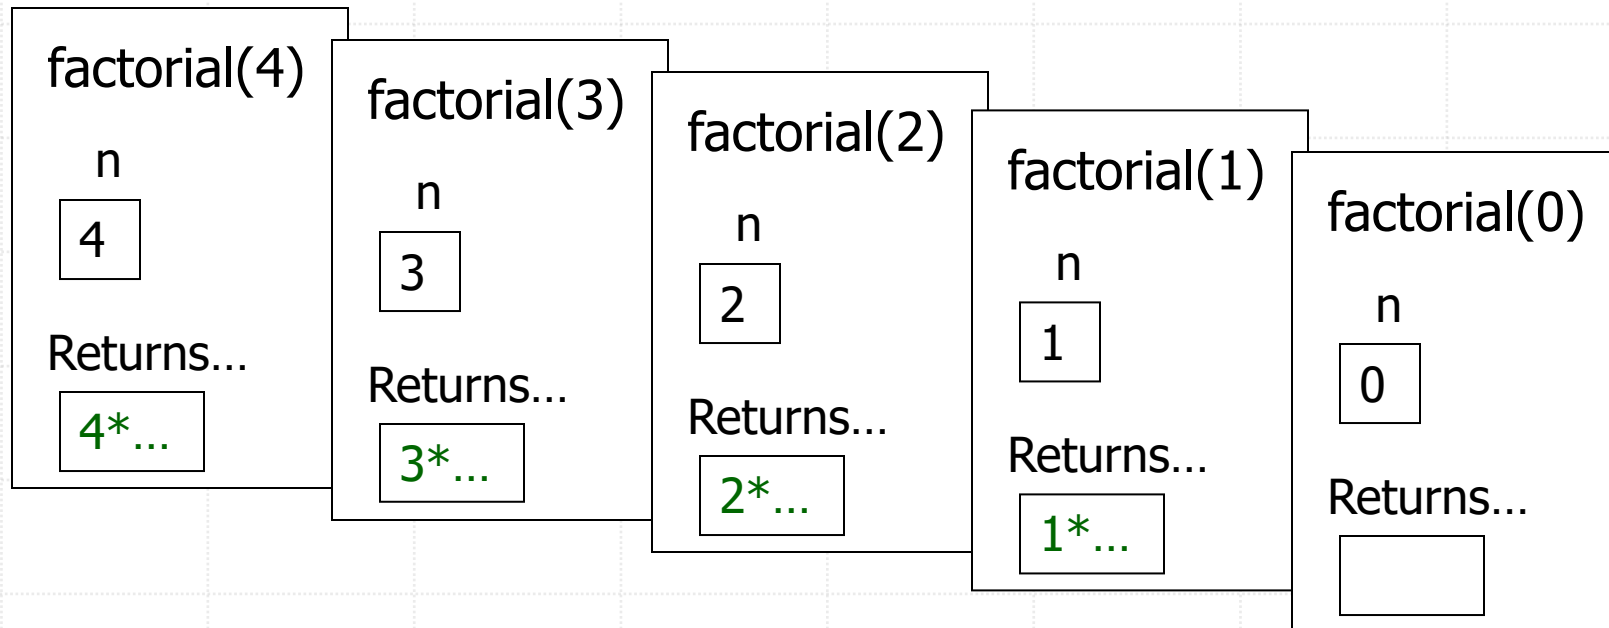 factorial(4)
n
4
Returns...
4*...
factorial(3)
n
3
Returns...
3*...
factorial(2)
n
2
Returns...
2*...
factorial(1)
n
1
Returns...
1*...
factorial(0)
n
0
Returns...